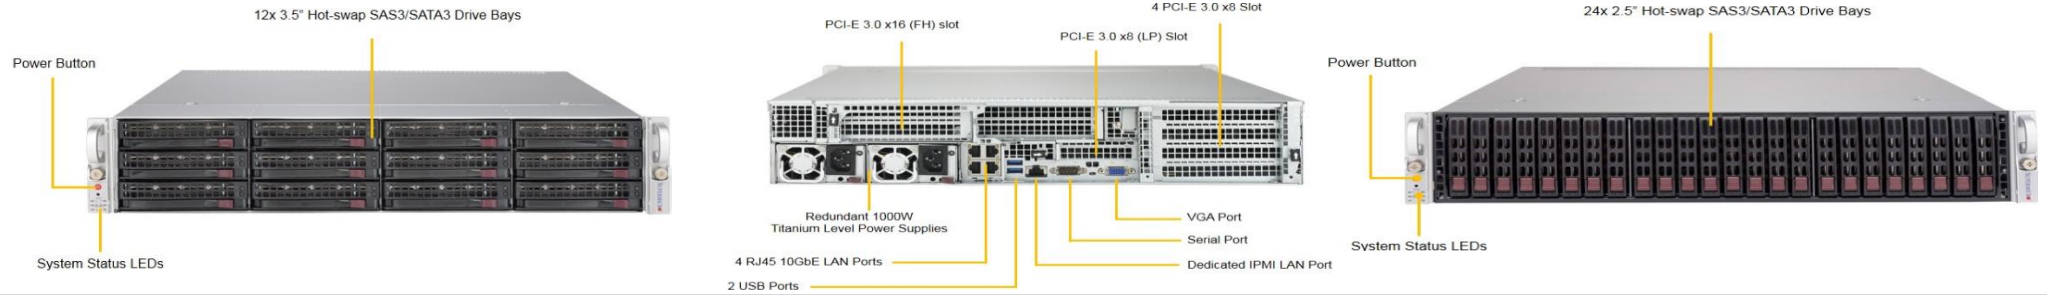 12x 3.5" Hot-swap SAS3/SATA3 Drive Bays
Power Button
System Status LEDs
PCI-E 3.0 x16 (FH) slot
4 PCI-E 3.0 x8 Slot
PCI-E 3.0 x8 (LP) Slot
Redundant 1000W
Titanium Level Power Supplies
4 RJ45 10GbE LAN Ports
2 USB Ports
VGA Port
Serial Port
Dedicated IPMI LAN Port
24x 2.5" Hot-swap SAS3/SATA3 Drive Bays
Power Button
System Status LEDs